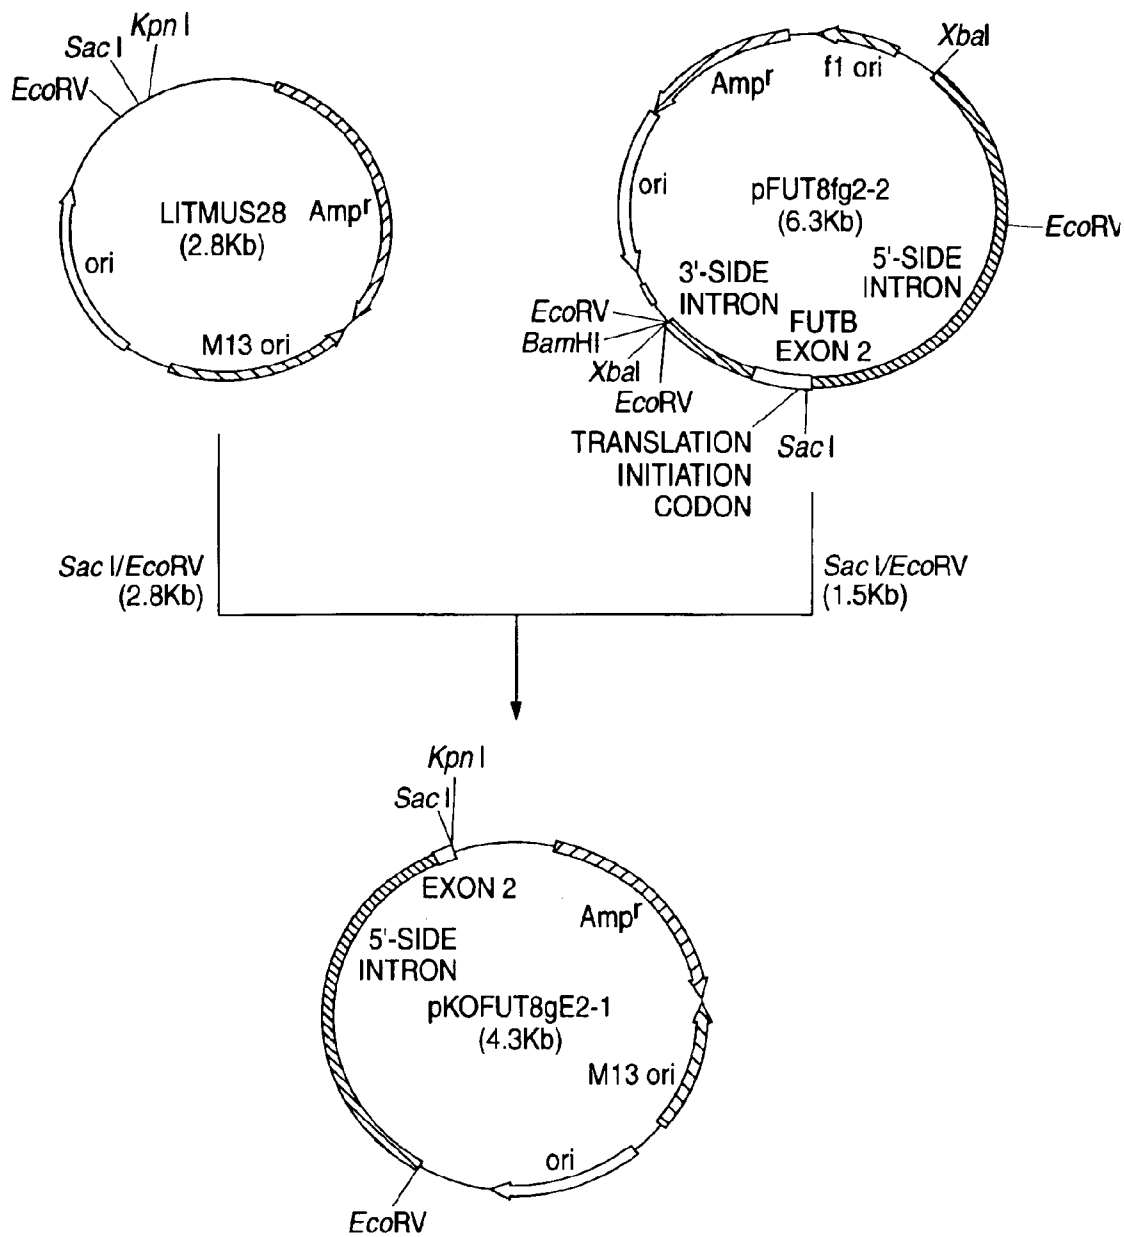 Kpn I
Sac I
EcoRV
LITMUS28
(2.8Kb)
Ampr
ori
M13 ori
XbaI
f1 ori
Ampr
ori
pFUT8fg2-2
(6.3Kb)
EcoRV
3'-SIDE
INTRON
5'-SIDE
INTRON
FUTB
EXON 2
EcoRV
BamHI
XbaI
EcoRV
TRANSLATION
INITIATION
CODON
Sac I
Sac I/EcoRV
(2.8Kb)
Sac I/EcoRV
(1.5Kb)
Kpn I
Sac I
EXON 2
Ampr
5'-SIDE
INTRON
pKOFUT8gE2-1
(4.3Kb)
M13 ori
ori
EcoRV